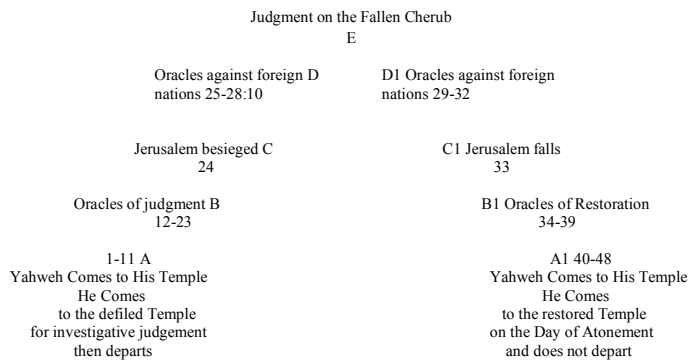 Judgment on the Fallen Cherub
E
Oracles against foreign D
nations 25-28:10
D1 Oracles against foreign
nations 29-32
Jerusalem besieged C
24
C1 Jerusalem falls
33
Oracles of judgment B
12-23
B1 Oracles of Restoration
34-39
1-11 A
Yahweh Comes to His Temple
He Comes
to the defiled Temple
for investigative judgement
then departs
A1 40-48
Yahweh Comes to His Temple
He Comes
to the restored Temple
on the Day of Atonement
and does not depart